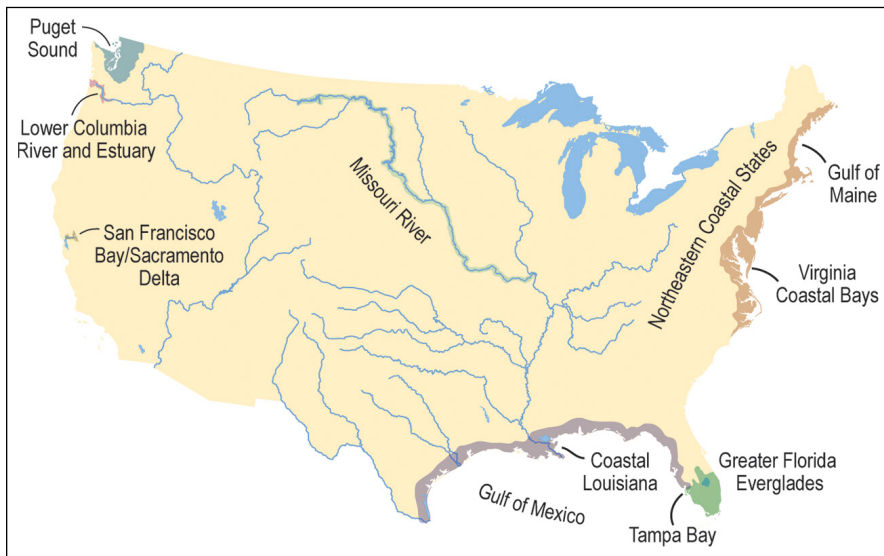 Puget
Sound
Lower Columbia
River and Estuary
San Francisco
Bay/Sacramento
Delta
Missouri River
Northeastern Coastal States
Gulf of
Maine
Virginia
Coastal Bays
Coastal
Louisiana
Gulf of Mexico
Greater Florida
Everglades
Tampa Bay